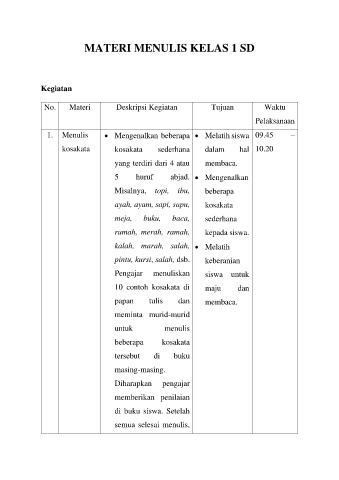 MATERI MENULIS KELAS 1 SD
Kegiatan
No. Materi Deskripsi Kegiatan Tujuan Waktu
Pelaksanaan
1. Menulis
kosakata
• Mengenalkan beberapa
kosakata sederhana
yang terdiri dari 4 atau
5 huruf abjad.
Misalnya, topi, ibu,
ayah, ayam, sapi, sapu,
meja, buku, baca,
rumah, merah, ramah,
kalah, marah, salah,
pintu, kursi, salah, dsb.
Pengajar menuliskan
10 contoh kosakata di
papan tulis dan
meminta murid-murid
untuk menulis
beberapa kosakata
tersebut di buku
masing-masing.
Diharapkan pengajar
memberikan penilaian
di buku siswa. Setelah
semua selesai menulis,
• Melatih siswa
dalam hal
membaca.
• Mengenalkan
beberapa
kosakata
sederhana
kepada siswa.
• Melatih
keberanian
siswa untuk
maju dan
membaca.
09.45 –
10.20